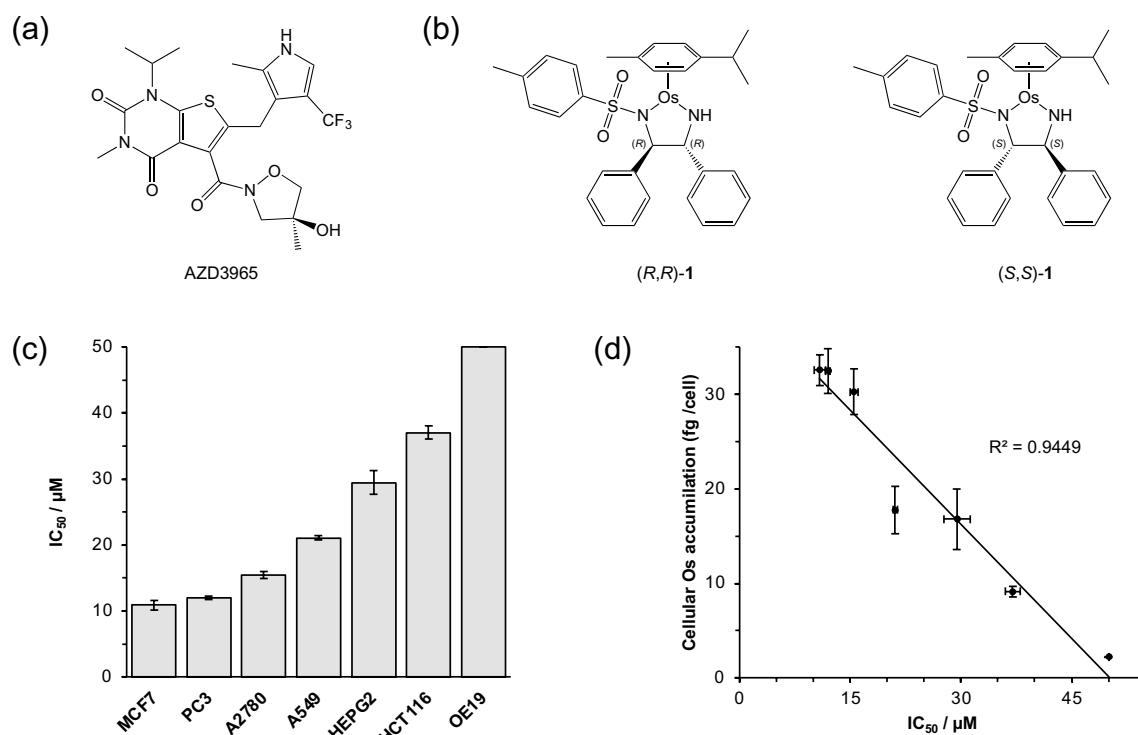 (a)
H
N
O
N
S
CF₃
N
O
O
N
O
OH
AZD3965
(b)
O
S
O
N
Os
NH
(R)
(R)
(R,R)-1
O
S
O
N
Os
NH
(S)
(S)
(S,S)-1
(c)
IC₅₀ / µM
50
40
30
20
10
0
MCF7
PC3
A2780
A549
HEPG2
HCT116
OE19
(d)
Cellular Os accumilation (fg /cell)
30
20
10
0
R² = 0.9449
0
15
30
45
IC₅₀ / µM